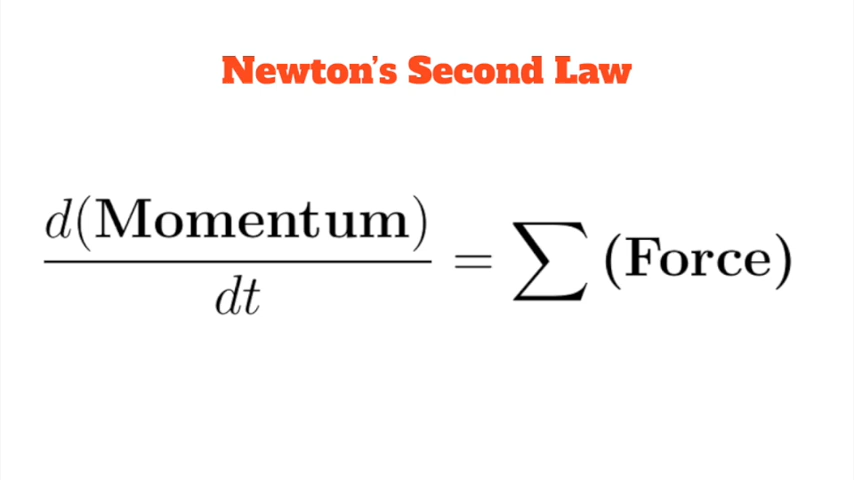 Newton's Second Law
d(Momentum)
dt
= ∑ (Force)